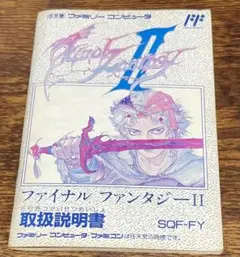 ファミリー コンピュータ
FF
Final Fantasy
II
ファイナル ファンタジーII
取扱説明書
SQF-FY
ファミリー コンピュータ・ファミコンは任天堂の商標です。